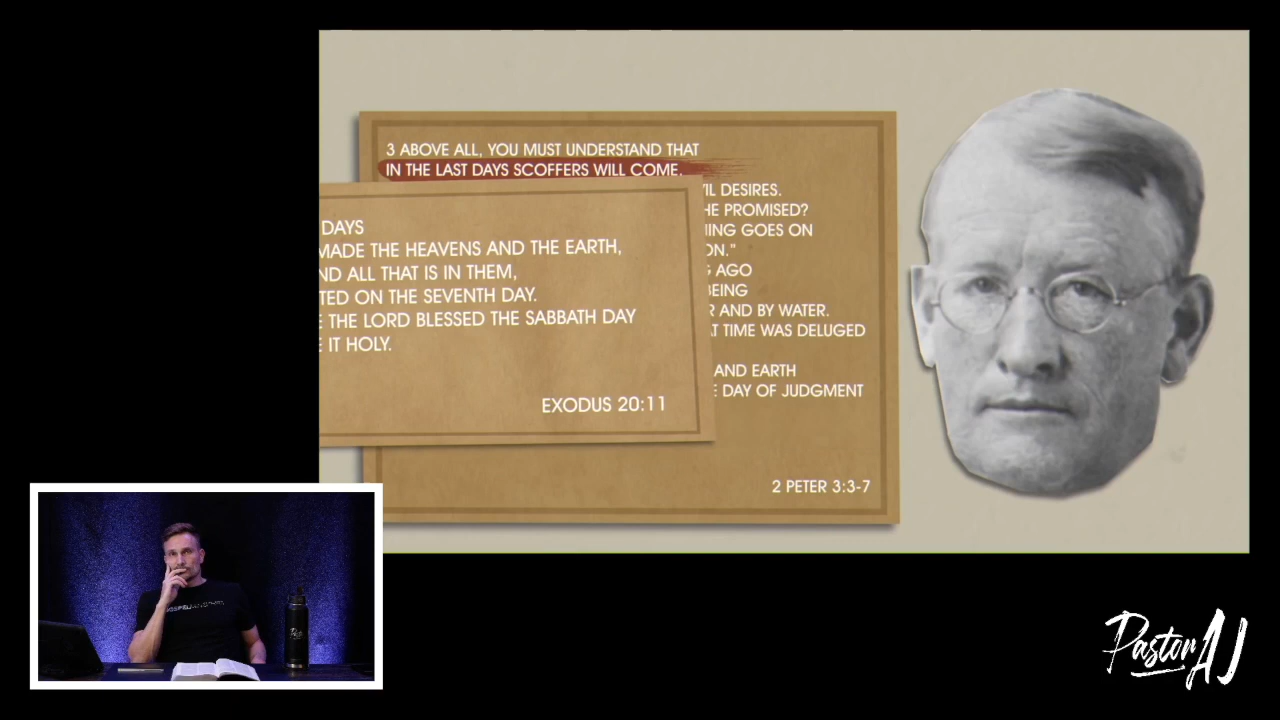 3 ABOVE ALL, YOU MUST UNDERSTAND THAT
IN THE LAST DAYS SCOFFERS WILL COME,
DESIRES.
HE PROMISED?
GOES ON
ON."
AGO
BEING
R AND BY WATER.
TIME WAS DELUGED
AND EARTH
DAY OF JUDGMENT
2 PETER 3:3-7
DAYS
MADE THE HEAVENS AND THE EARTH,
ND ALL THAT IS IN THEM,
TED ON THE SEVENTH DAY.
E THE LORD BLESSED THE SABBATH DAY
E IT HOLY.
EXODUS 20:11
Pastor AJ